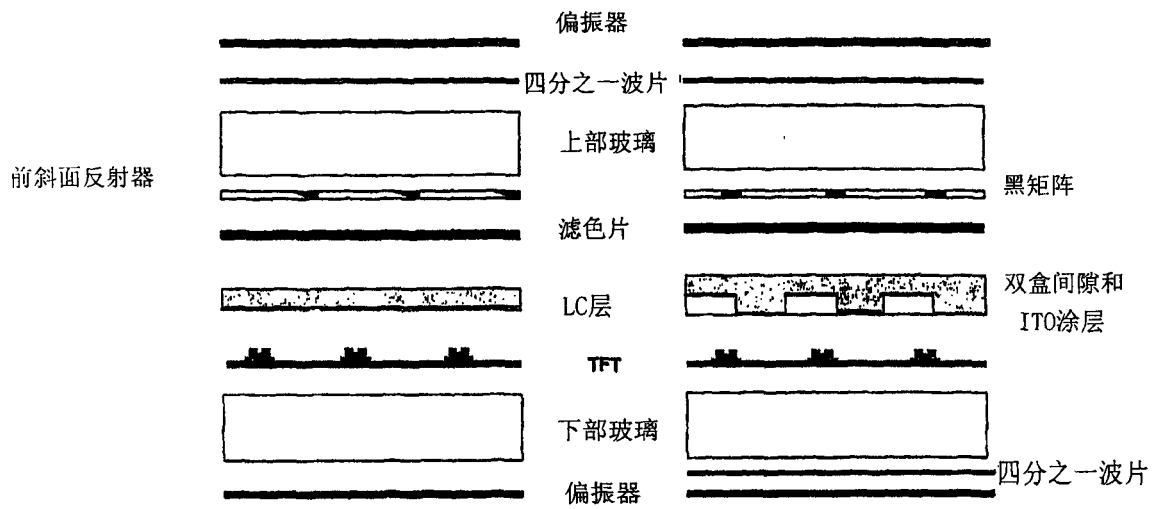 偏振器
四分之一波片
上部玻璃
前斜面反射器
黑矩阵
滤色片
双盒间隙和
LC层
ITO涂层
TFT
下部玻璃
四分之一波片
偏振器